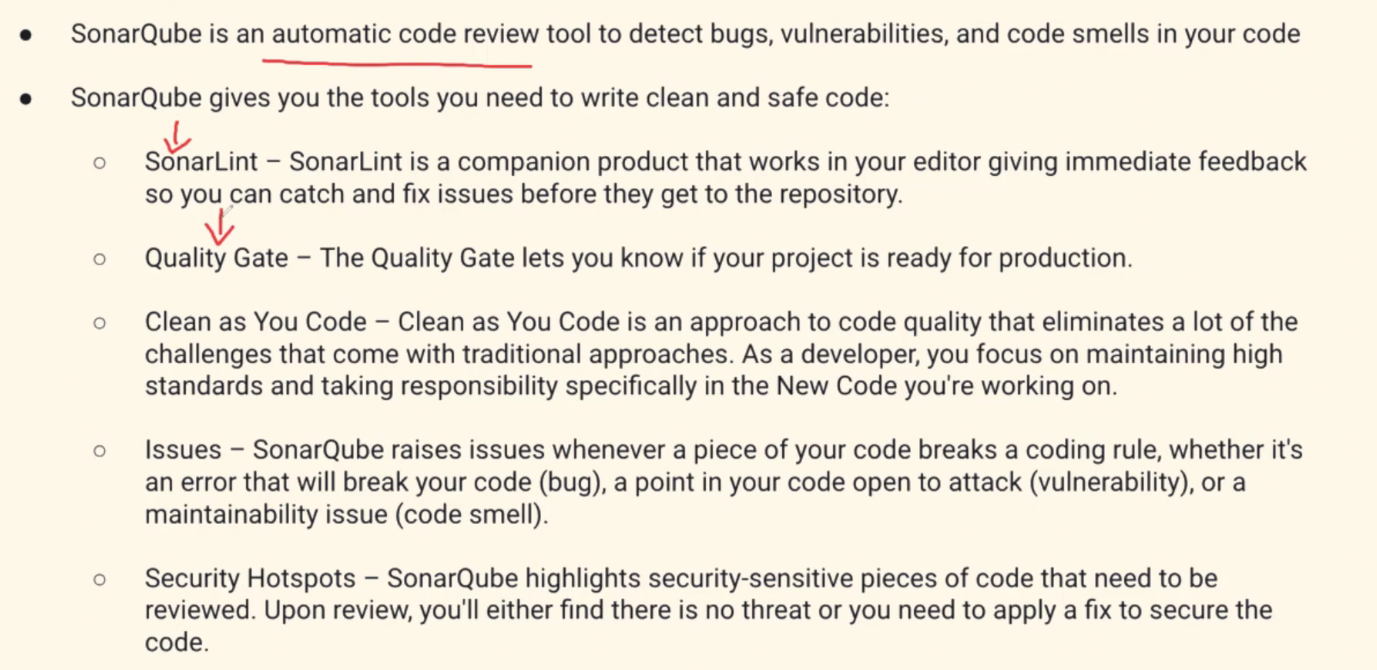 ● SonarQube is an automatic code review tool to detect bugs, vulnerabilities, and code smells in your code
● SonarQube gives you the tools you need to write clean and safe code:
○ SonarLint – SonarLint is a companion product that works in your editor giving immediate feedback
so you can catch and fix issues before they get to the repository.
○ Quality Gate – The Quality Gate lets you know if your project is ready for production.
○ Clean as You Code – Clean as You Code is an approach to code quality that eliminates a lot of the
challenges that come with traditional approaches. As a developer, you focus on maintaining high
standards and taking responsibility specifically in the New Code you're working on.
○ Issues – SonarQube raises issues whenever a piece of your code breaks a coding rule, whether it's
an error that will break your code (bug), a point in your code open to attack (vulnerability), or a
maintainability issue (code smell).
○ Security Hotspots – SonarQube highlights security-sensitive pieces of code that need to be
reviewed. Upon review, you'll either find there is no threat or you need to apply a fix to secure the
code.